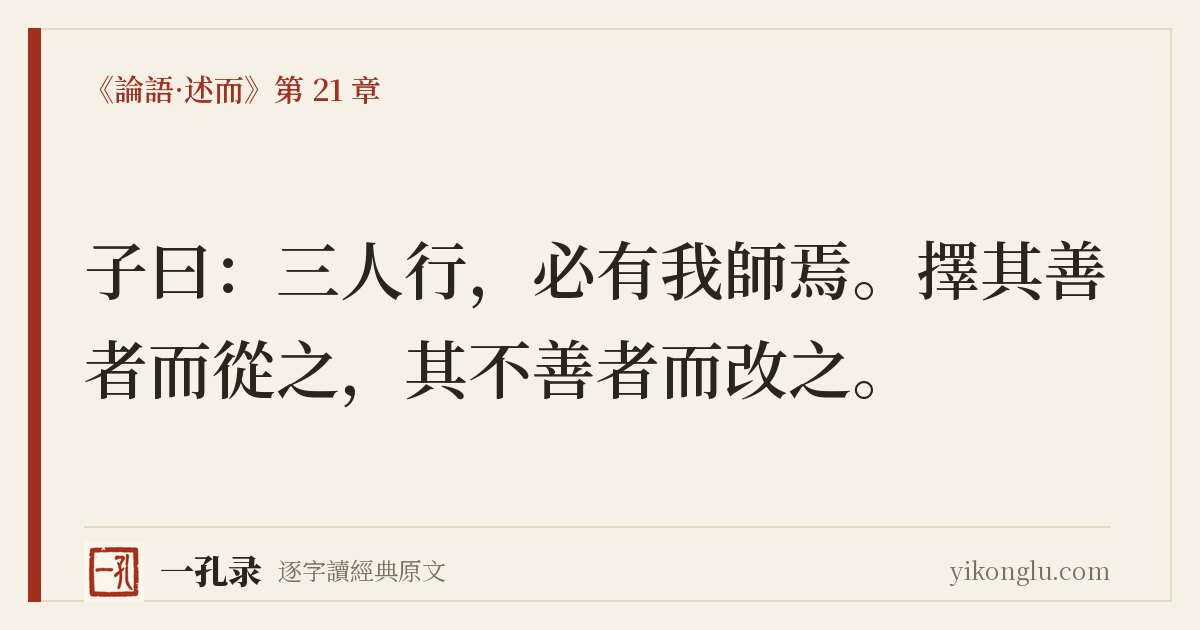 《論語·述而》第 21 章
子曰：三人行，必有我師焉。擇其善
者而從之，其不善者而改之。
一孔
一孔录 逐字讀經典原文
yikonglu.com